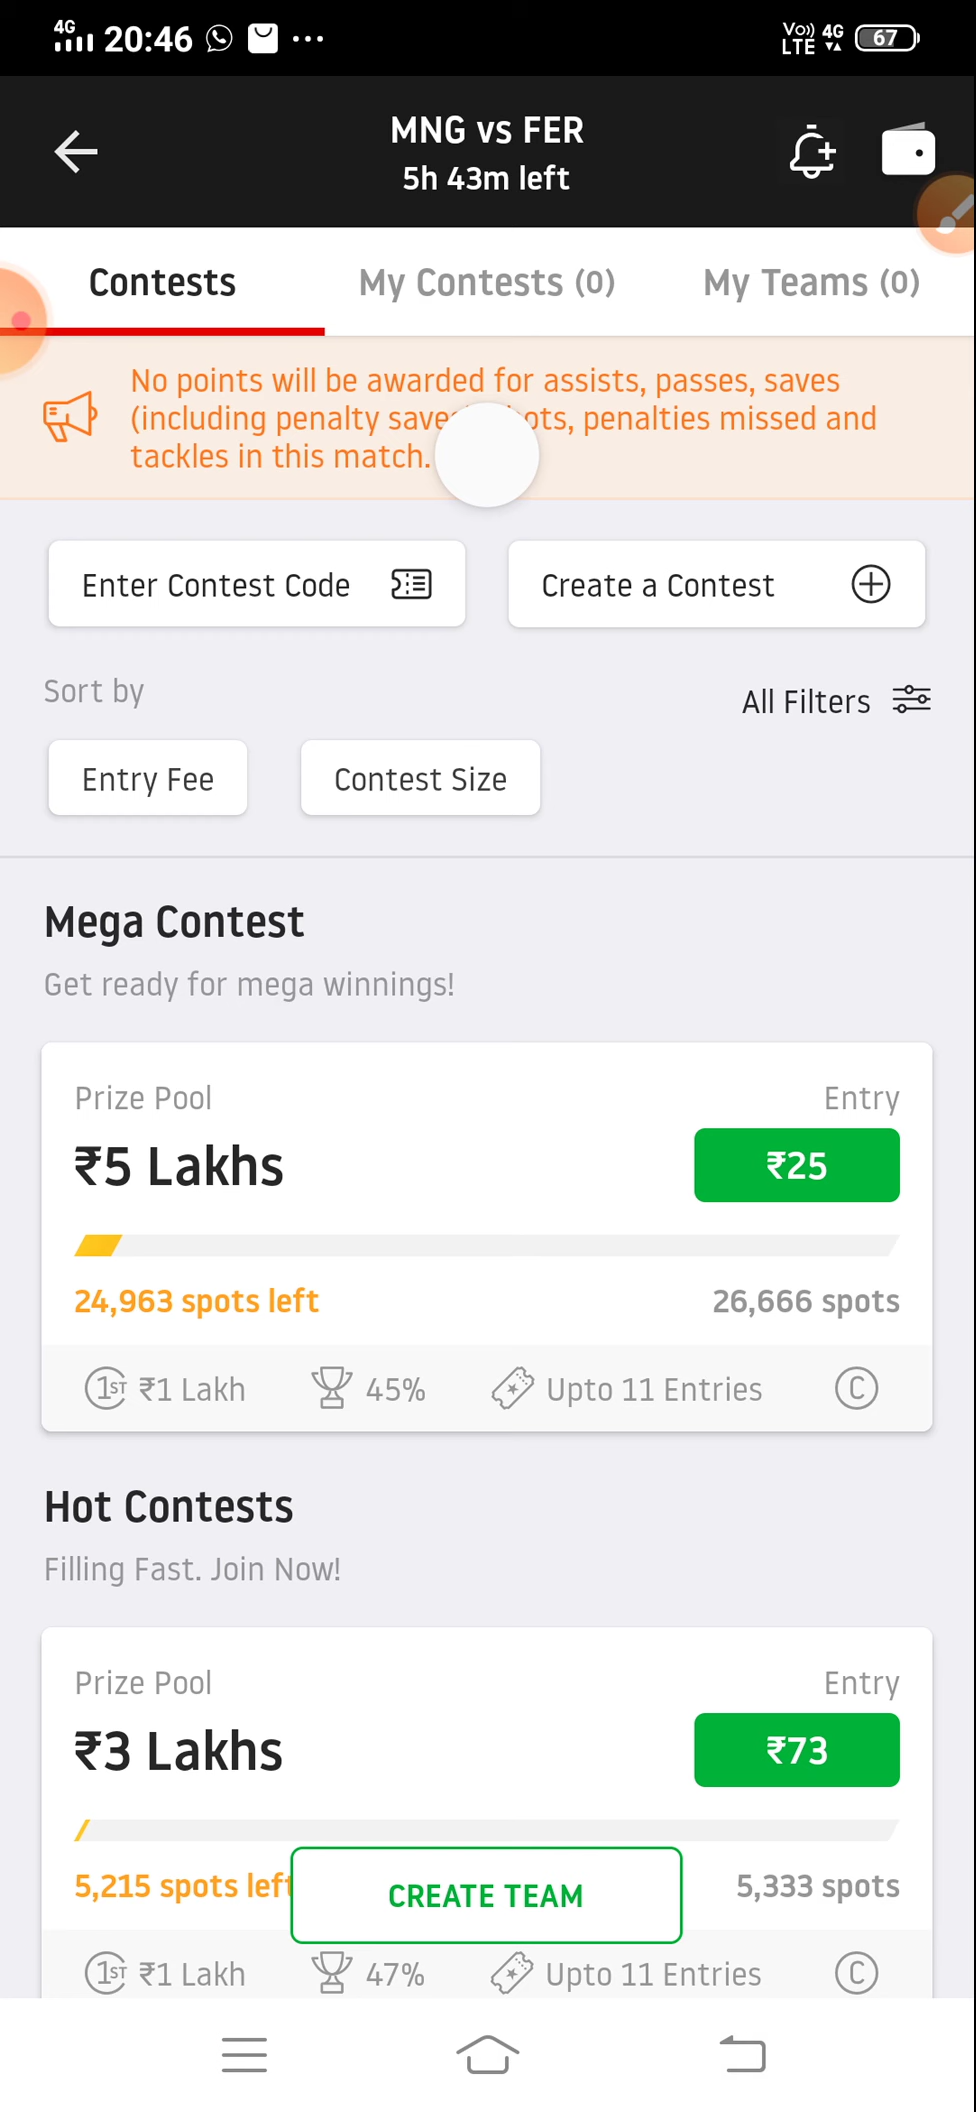 4G 20:46 ... Vo)) LTE 4G 67
MNG vs FER
5h 43m left
Contests My Contests (0) My Teams (0)
No points will be awarded for assists, passes, saves
(including penalty save ots, penalties missed and
tackles in this match.
Enter Contest Code Create a Contest
Sort by All Filters
Entry Fee Contest Size
Mega Contest
Get ready for mega winnings!
Prize Pool Entry
₹5 Lakhs ₹25
24,963 spots left 26,666 spots
1ST ₹1 Lakh 45% Upto 11 Entries C
Hot Contests
Filling Fast. Join Now!
Prize Pool Entry
₹3 Lakhs ₹73
5,215 spots left 5,333 spots
CREATE TEAM
1ST ₹1 Lakh 47% Upto 11 Entries C